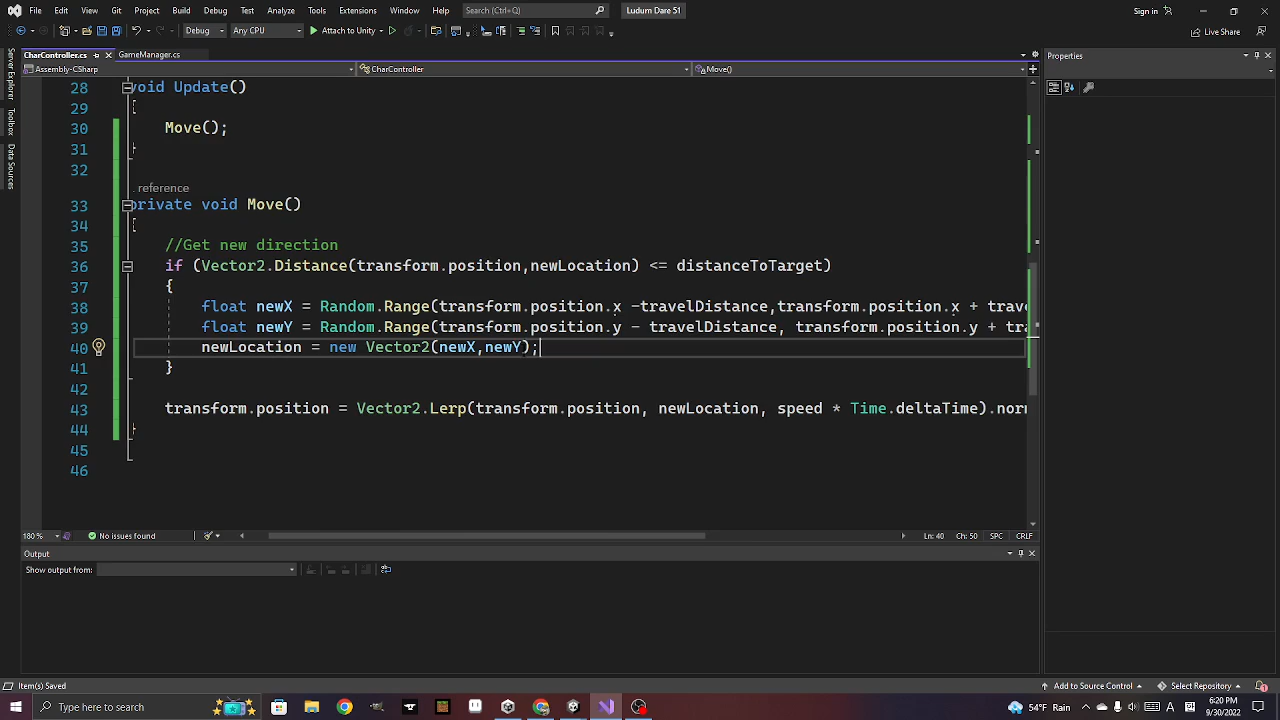 File Edit View Git Project Build Debug Test Analyze Tools Extensions Window Help Search (Ctrl+Q) Ludum Dare 51 Sign in
Debug Any CPU Attach to Unity Live Share
CharController.cs GameManager.cs Properties
Assembly-CSharp CharController Move()
Server Explorer
Toolbox
Data Sources
28 void Update()
29 {
30 Move();
31 }
32
reference
33 private void Move()
34 {
35 //Get new direction
36 if (Vector2.Distance(transform.position,newLocation) <= distanceToTarget)
37 {
38 float newX = Random.Range(transform.position.x -travelDistance,transform.position.x + trave
39 float newY = Random.Range(transform.position.y - travelDistance, transform.position.y + tra
40 newLocation = new Vector2(newX,newY);
41 }
42
43 transform.position = Vector2.Lerp(transform.position, newLocation, speed * Time.deltaTime).norm
44 }
45
46
180 % No issues found Ln: 40 Ch: 50 SPC CRLF
Output
Show output from:
Item(s) Saved Add to Source Control Select Repository
Type here to search 54°F Rain A 6:20 PM
9/30/2022